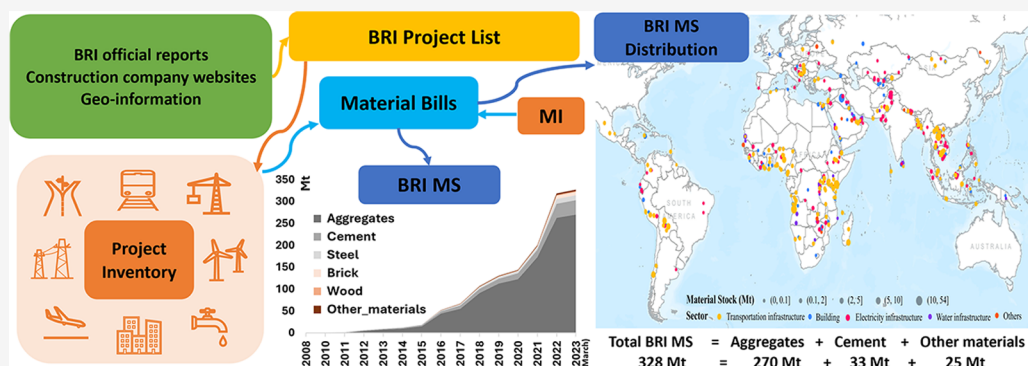 BRI official reports
Construction company websites
Geo-information
BRI Project List
BRI MS
Distribution
Material Bills
MI
BRI MS
Project
Inventory
Mt
350
300
250
200
150
100
50
0
Aggregates
Cement
Steel
Brick
Wood
Other_materials
2008
2009
2010
2011
2012
2013
2014
2015
2016
2017
2018
2019
2020
2021
2022
2023
March)
AFRICA
SOUTH
AMERICA
AUSTRALIA
Material Stock (Mt) (0, 0.1] (0.1, 2] (2, 5] (5, 10] (10, 54]
Sector Transportation infrastructure Building Electricity infrastructure Water infrastructure Others
Total BRI MS = Aggregates + Cement + Other materials
328 Mt = 270 Mt + 33 Mt + 25 Mt